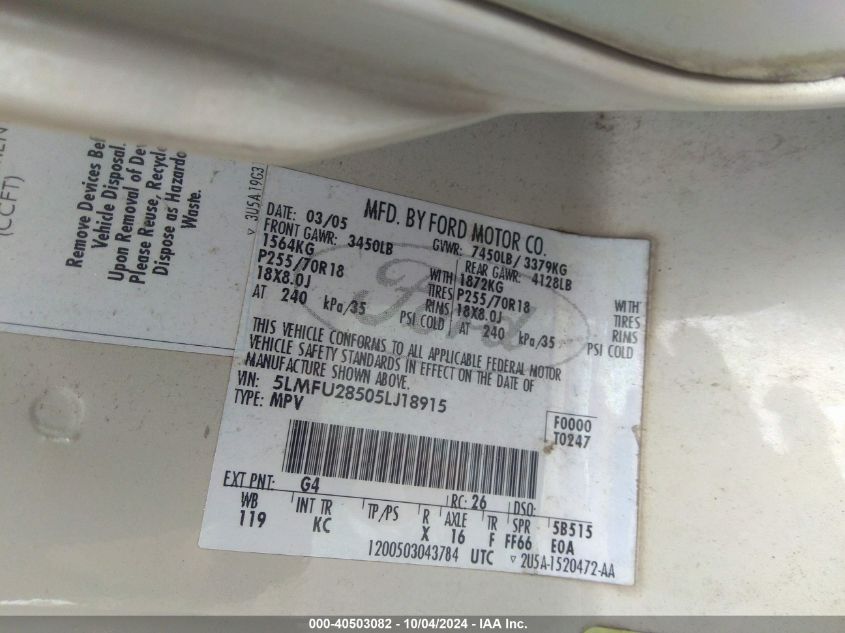 (CCFT)
Remove Devices Bef
Vehicle Disposal.
Upon Removal of Dev
Please Reuse, Recycle
Dispose as Hazardo
Waste.
3U5A19G3
MFD. BY FORD MOTOR CO.
DATE: 03/05 GVWR: 7450LB/3379KG
FRONT GAWR: 3450LB REAR GAWR: 4128LB
1564KG WITH 1872KG WITH
P255/70R18 TIRES P255/70R18 TIRES
18X8.0J RIMS 18X8.0J RIMS
AT 240 kPa/35 PSI COLD AT 240 kPa/35 PSI COLD
Ford
THIS VEHICLE CONFORMS TO ALL APPLICABLE FEDERAL MOTOR
VEHICLE SAFETY STANDARDS IN EFFECT ON THE DATE OF
MANUFACTURE SHOWN ABOVE.
VIN: 5LMFU28505LJ18915
TYPE: MPV
F0000
T0247
EXT PNT: G4 RC: 26 DSO:
WB INT TR TP/PS R AXLE TR SPR 5B515
119 KC X 16 F FF66 E0A
1200503043784 UTC 2U5A-1520472-AA
000-40503082 - 10/04/2024 - IAA Inc.